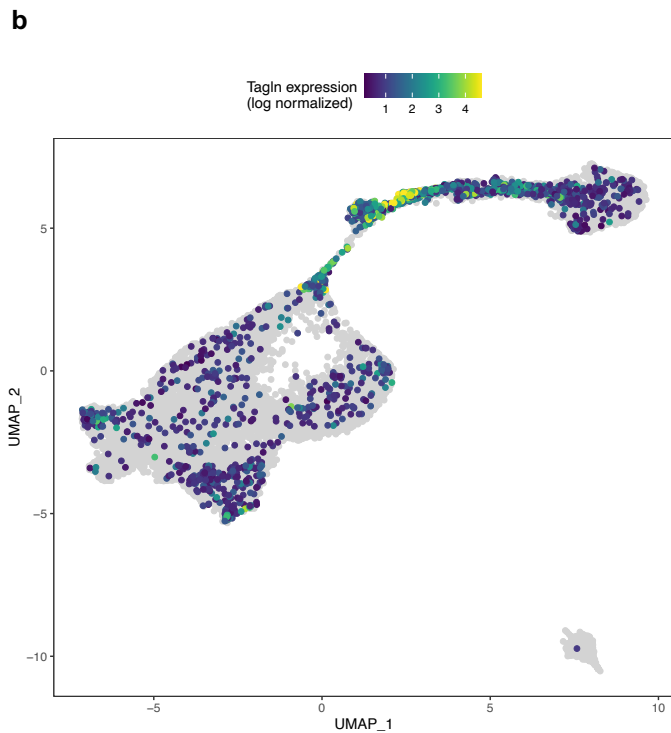 b
Tagln expression
(log normalized)
1 2 3 4
5
0
−5
−10
UMAP_2
−5 0 5 10
UMAP_1